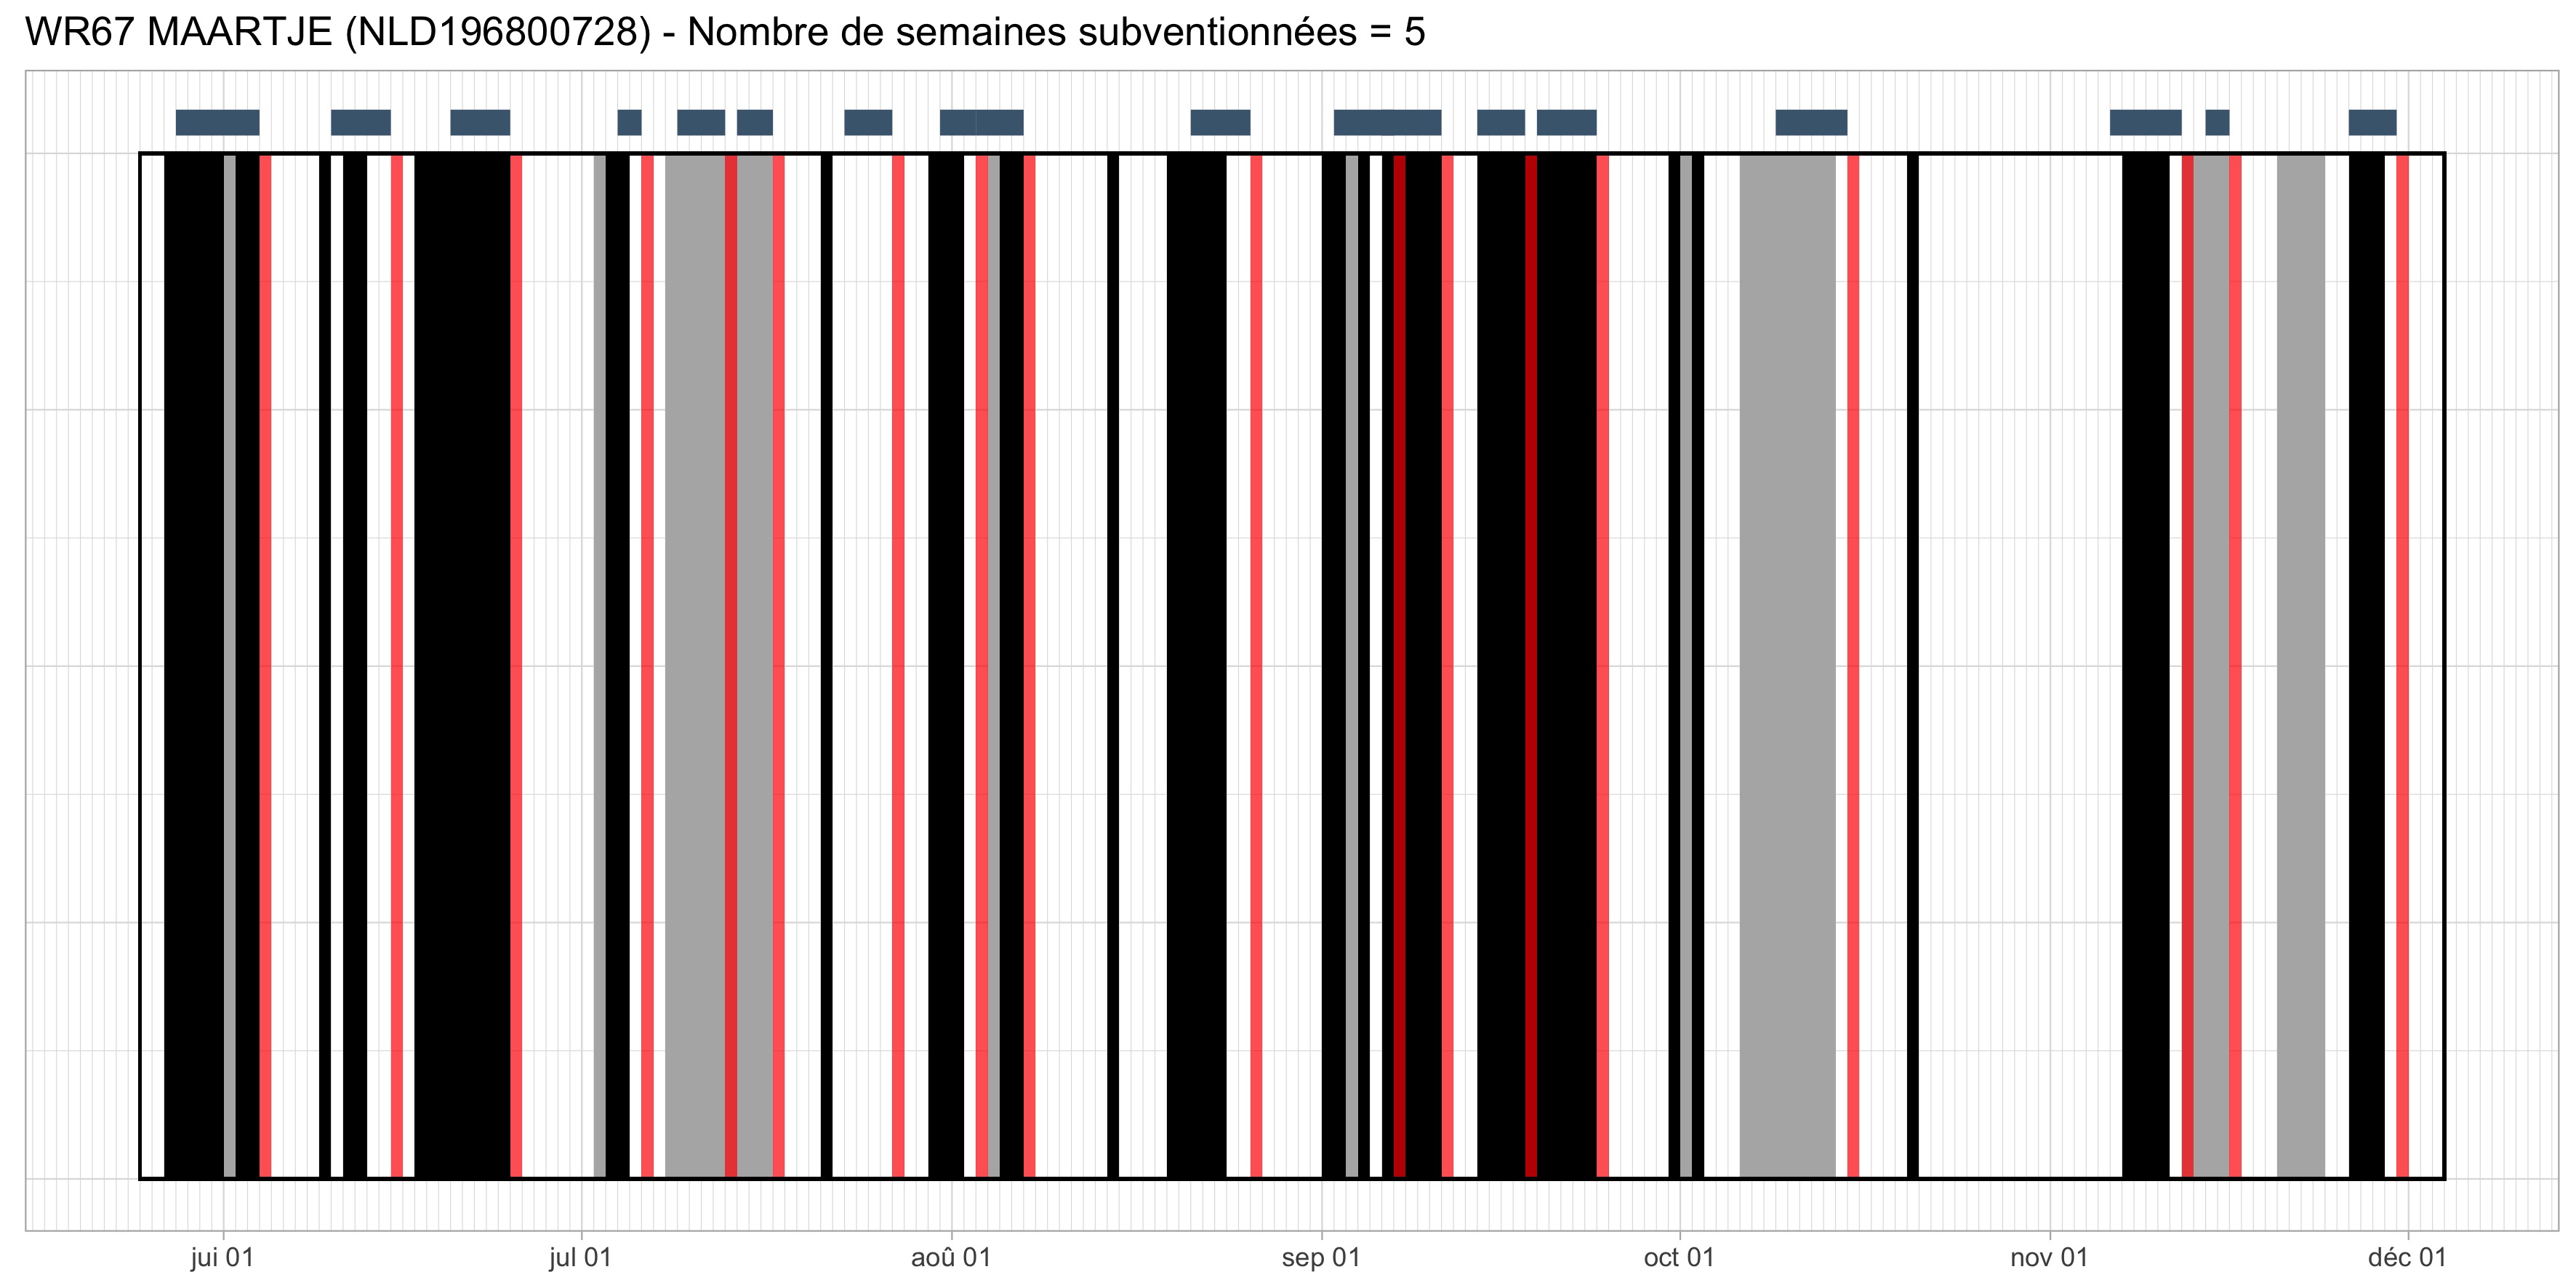 WR67 MAARTJE (NLD196800728) - Nombre de semaines subventionnées = 5
jui 01 jul 01 aoû 01 sep 01 oct 01 nov 01 déc 01